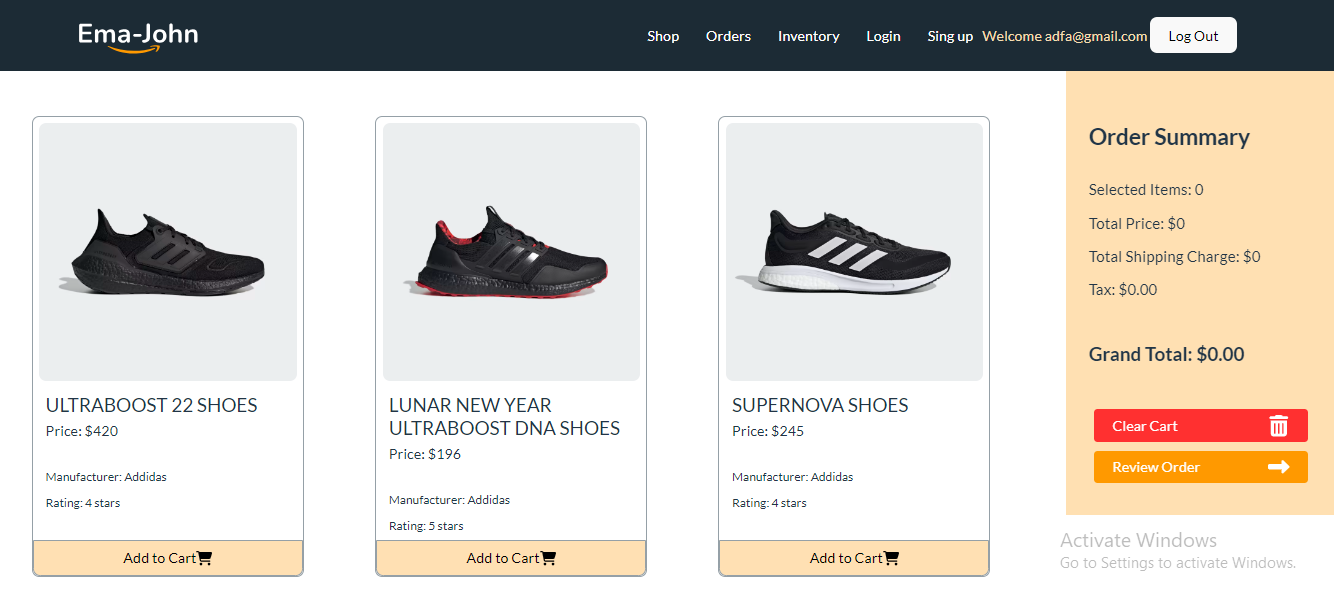 Ema-John
Shop Orders Inventory Login Sing up Welcome adfa@gmail.com Log Out
ULTRABOOST 22 SHOES
Price: $420
Manufacturer: Addidas
Rating: 4 stars
Add to Cart
LUNAR NEW YEAR
ULTRABOOST DNA SHOES
Price: $196
Manufacturer: Addidas
Rating: 5 stars
Add to Cart
SUPERNOVA SHOES
Price: $245
Manufacturer: Addidas
Rating: 4 stars
Add to Cart
Order Summary
Selected Items: 0
Total Price: $0
Total Shipping Charge: $0
Tax: $0.00
Grand Total: $0.00
Clear Cart
Review Order
Activate Windows
Go to Settings to activate Windows.